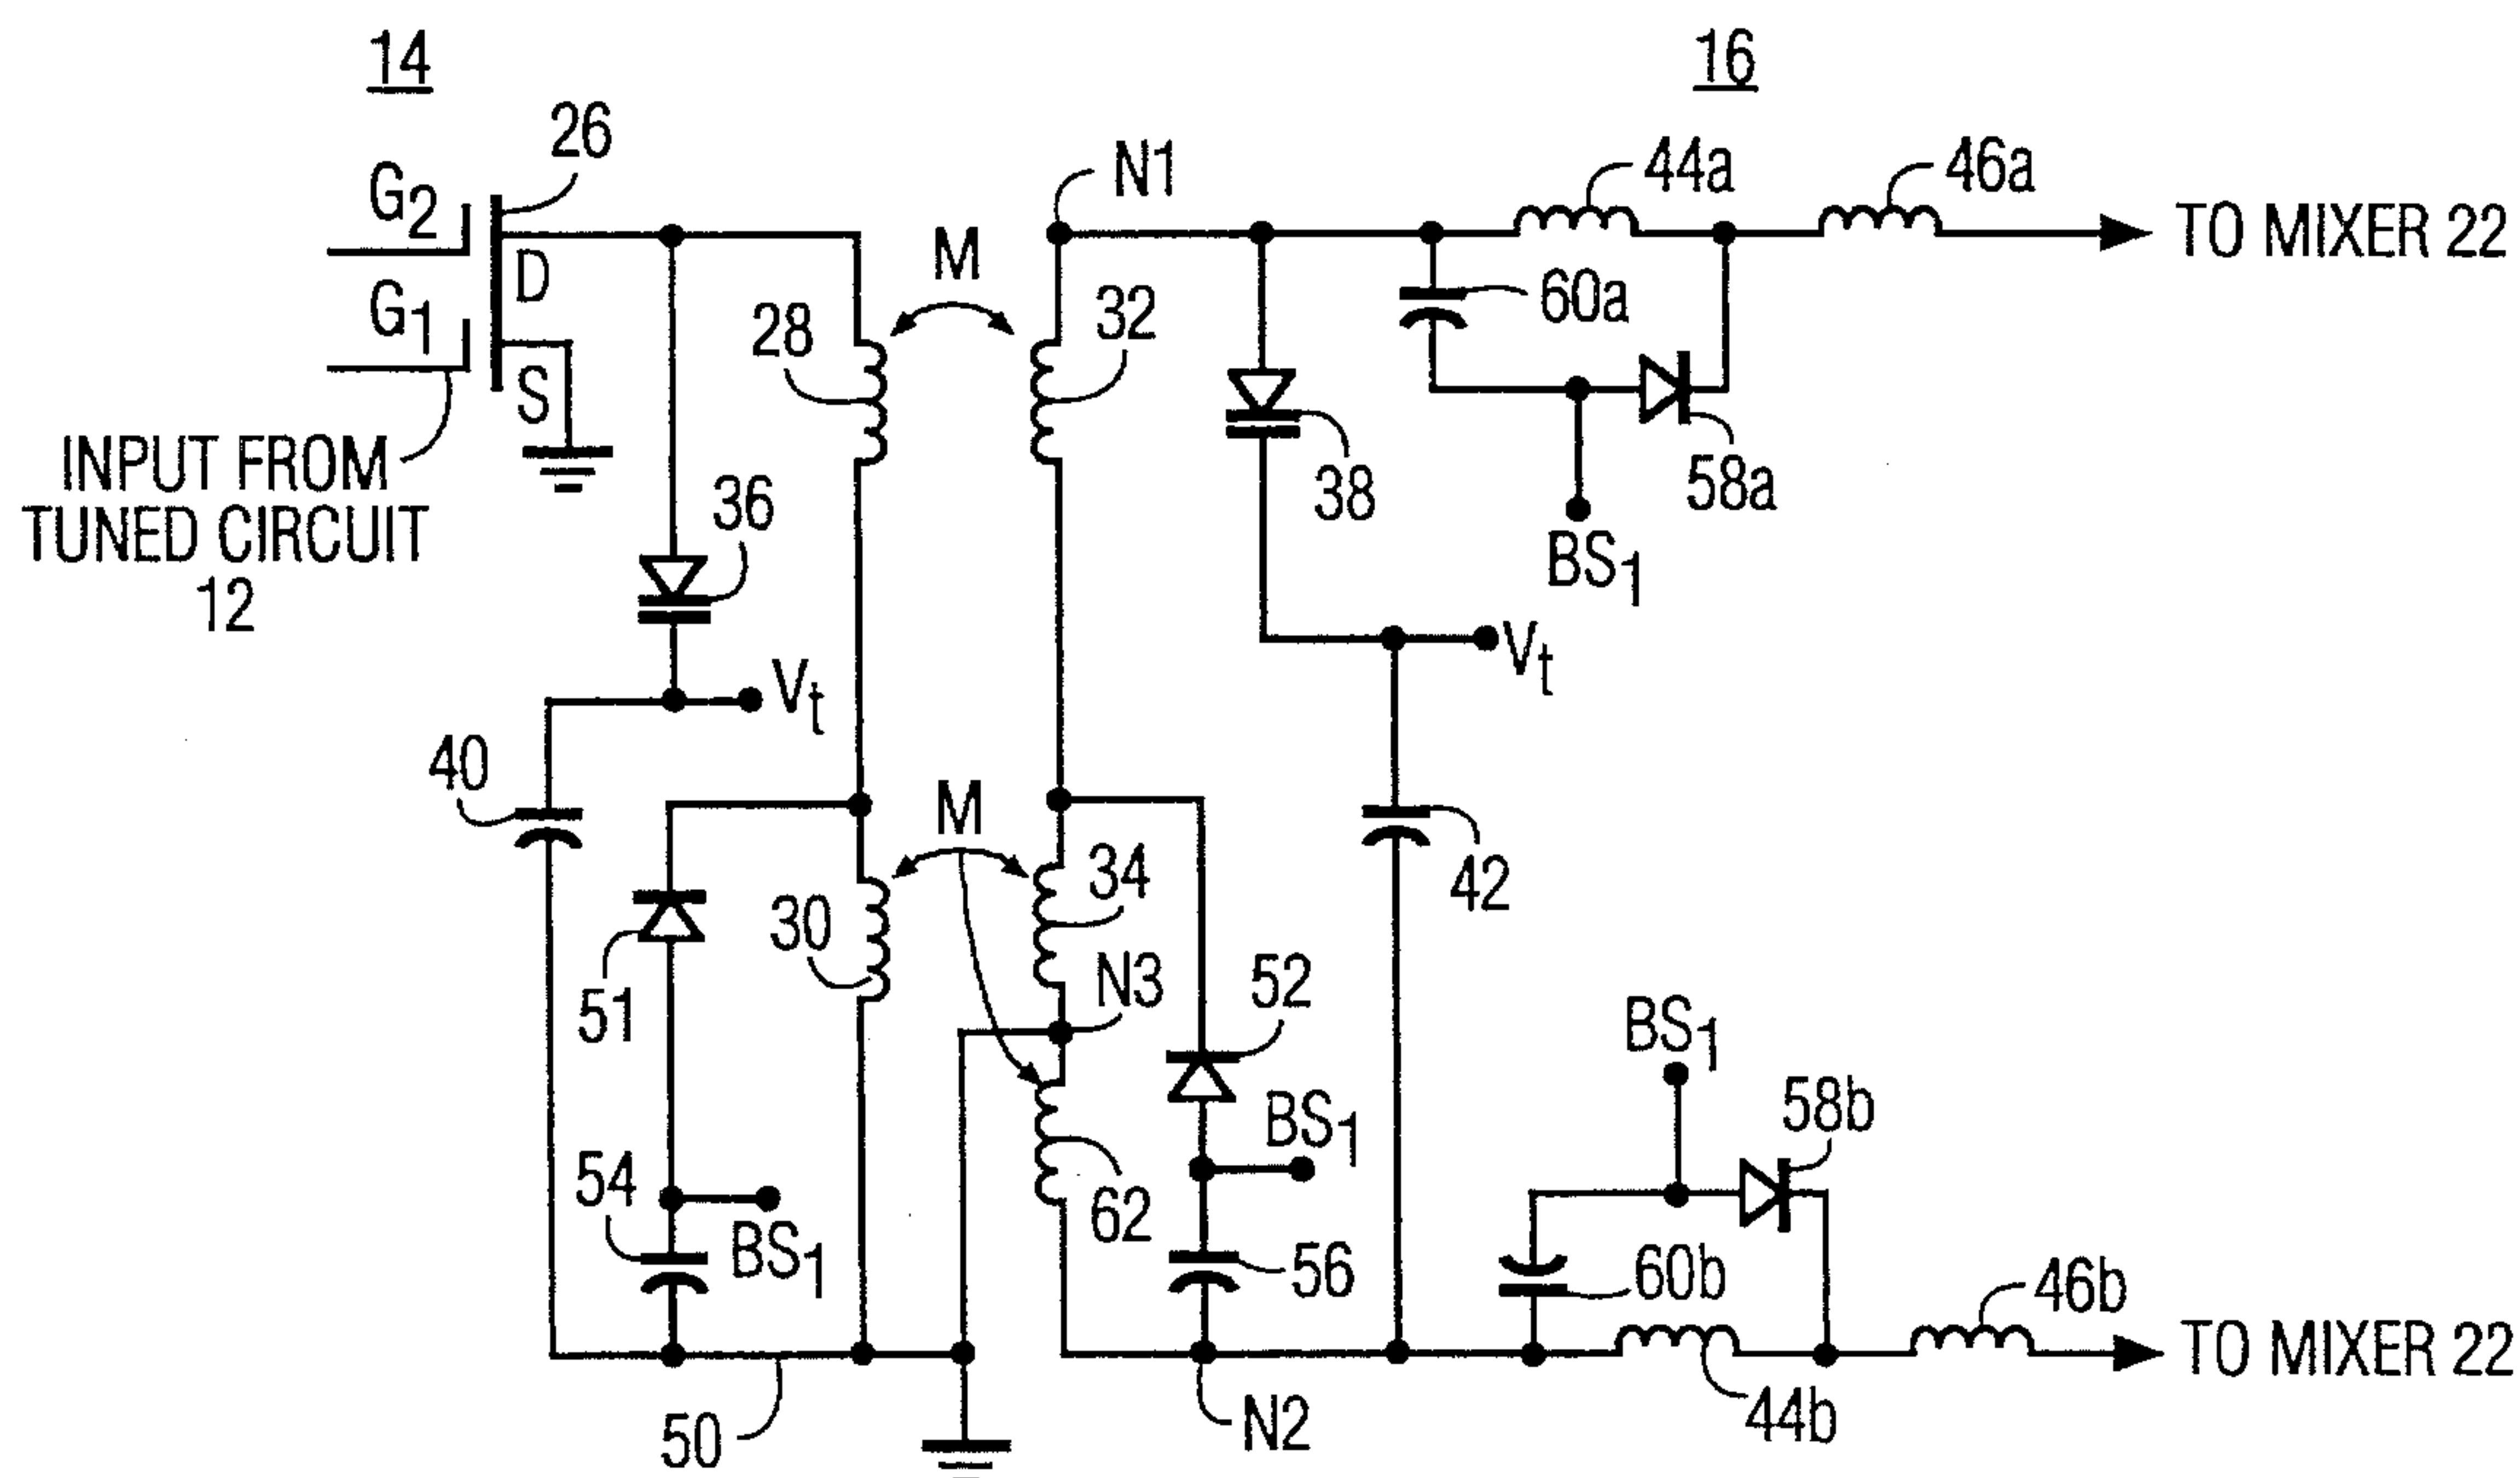 14
16
26
N1
44a
46a
G2
D
M
TO MIXER 22
G1
28
32
60a
S
INPUT FROM
TUNED CIRCUIT
12
36
38
58a
BS1
Vt
Vt
40
M
34
42
30
N3
52
51
BS1
BS1
58b
54
62
BS1
56
60b
46b
TO MIXER 22
50
N2
44b